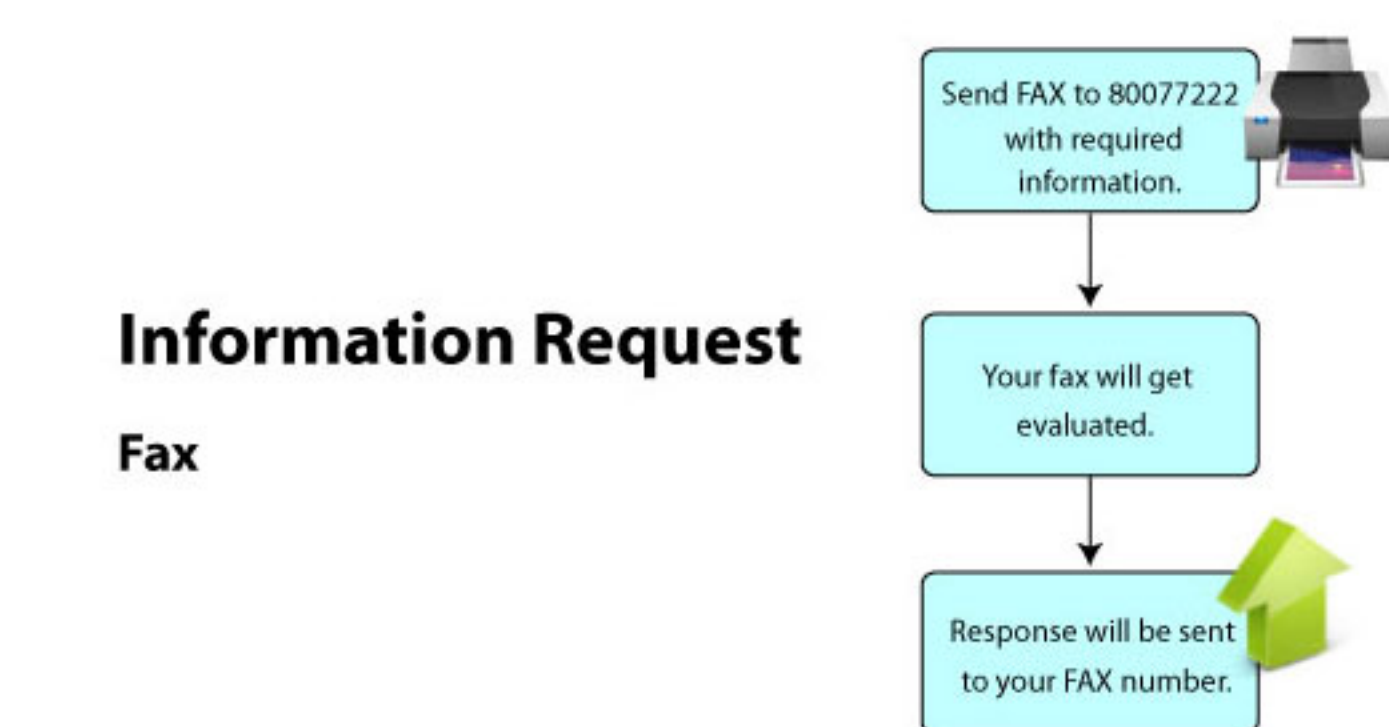 Information Request
Fax
Send FAX to 80077222
with required
information.
Your fax will get
evaluated.
Response will be sent
to your FAX number.